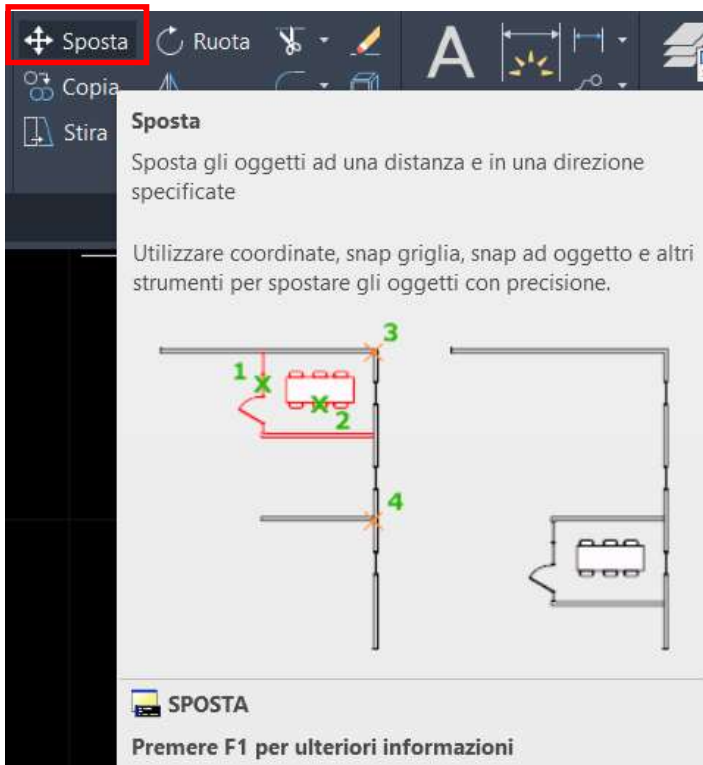 Sposta
Ruota
Copia
Stira
A
Sposta
Sposta gli oggetti ad una distanza e in una direzione
specificate
Utilizzare coordinate, snap griglia, snap ad oggetto e altri
strumenti per spostare gli oggetti con precisione.
3
1
2
4
SPOSTA
Premere F1 per ulteriori informazioni